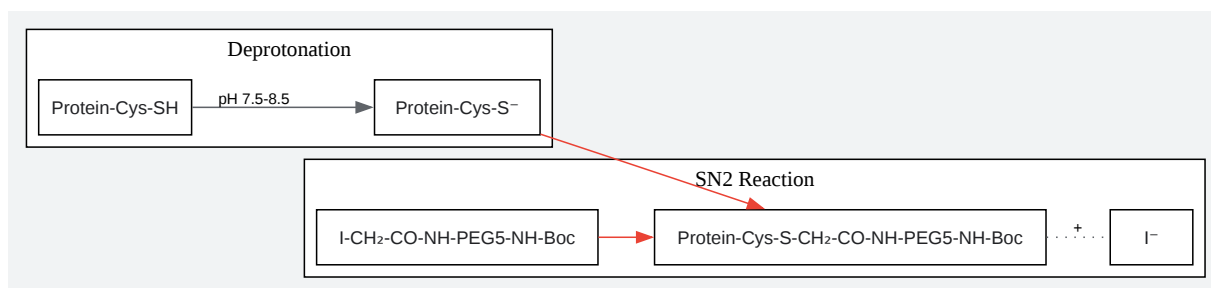 Deprotonation
Protein-Cys-SH
pH 7.5-8.5
Protein-Cys-S⁻
SN2 Reaction
I-CH₂-CO-NH-PEG5-NH-Boc
Protein-Cys-S-CH₂-CO-NH-PEG5-NH-Boc
+
I⁻